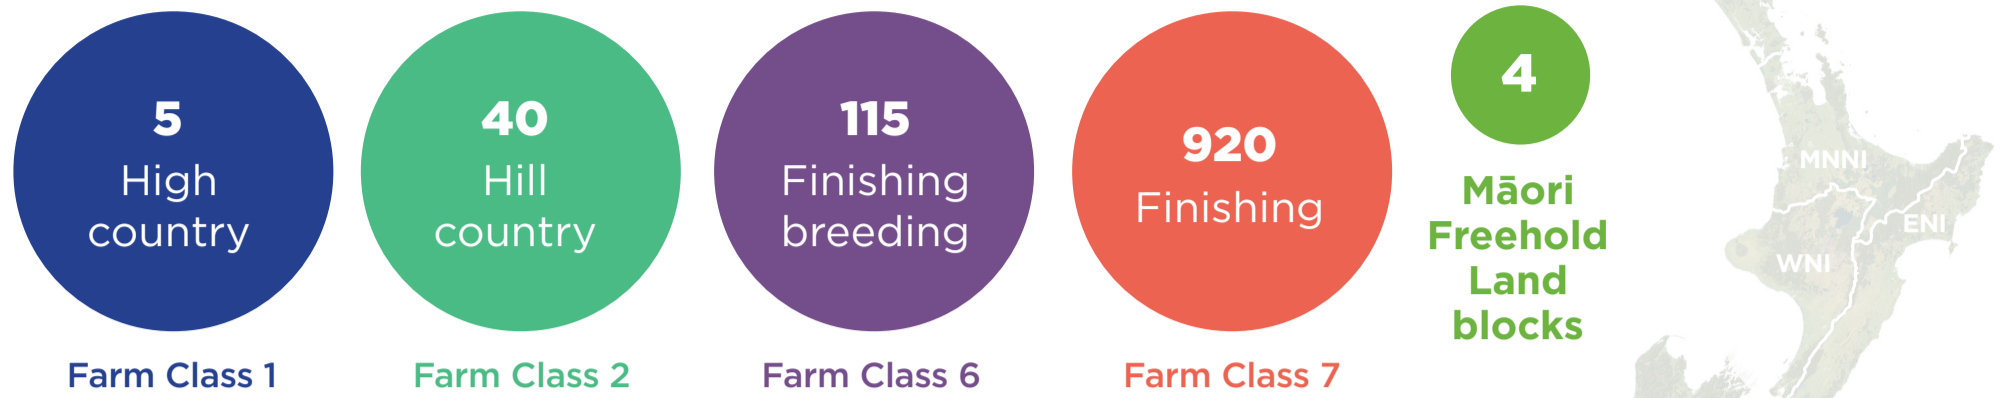 5
High
country
Farm Class 1
40
Hill
country
Farm Class 2
115
Finishing
breeding
Farm Class 6
920
Finishing
Farm Class 7
4
Māori
Freehold
Land
blocks
MNNI
ENI
WNI